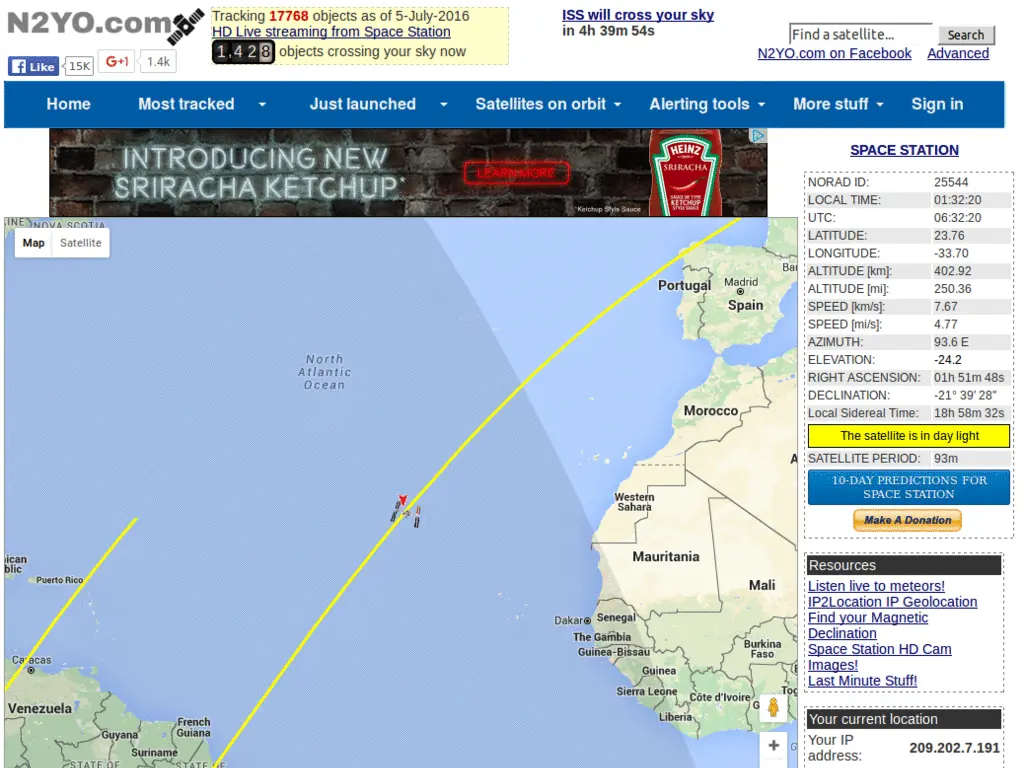 N2YO.com
Like 15K G+1 1.4k
Tracking 17768 objects as of 5-July-2016
HD Live streaming from Space Station
1,428 objects crossing your sky now
ISS will cross your sky
in 4h 39m 54s
Find a satellite... Search
N2YO.com on Facebook Advanced
Home Most tracked Just launched Satellites on orbit Alerting tools More stuff Sign in
INTRODUCING NEW
SRIRACHA KETCHUP*
LEARN MORE
HEINZ
SRIRACHA
*Ketchup Style Sauce
KETCHUP
NOVA SCOTIA
Map Satellite
Portugal
Madrid
Spain
North
Atlantic
Ocean
Morocco
Western
Sahara
Mauritania
Mali
Puerto Rico
Dakar
Senegal
The Gambia
Guinea-Bissau
Burkina
Faso
Guinea
Sierra Leone
Côte d'Ivoire
Liberia
Caracas
Venezuela
Guyana
French
Guiana
Suriname
STATE OF
STATE OF
+
SPACE STATION
NORAD ID: 25544
LOCAL TIME: 01:32:20
UTC: 06:32:20
LATITUDE: 23.76
LONGITUDE: -33.70
ALTITUDE [km]: 402.92
ALTITUDE [mi]: 250.36
SPEED [km/s]: 7.67
SPEED [mi/s]: 4.77
AZIMUTH: 93.6 E
ELEVATION: -24.2
RIGHT ASCENSION: 01h 51m 48s
DECLINATION: -21° 39' 28"
Local Sidereal Time: 18h 58m 32s
The satellite is in day light
SATELLITE PERIOD: 93m
10-DAY PREDICTIONS FOR
SPACE STATION
Make A Donation
Resources
Listen live to meteors!
IP2Location IP Geolocation
Find your Magnetic
Declination
Space Station HD Cam
Images!
Last Minute Stuff!
Your current location
Your IP
address: 209.202.7.191